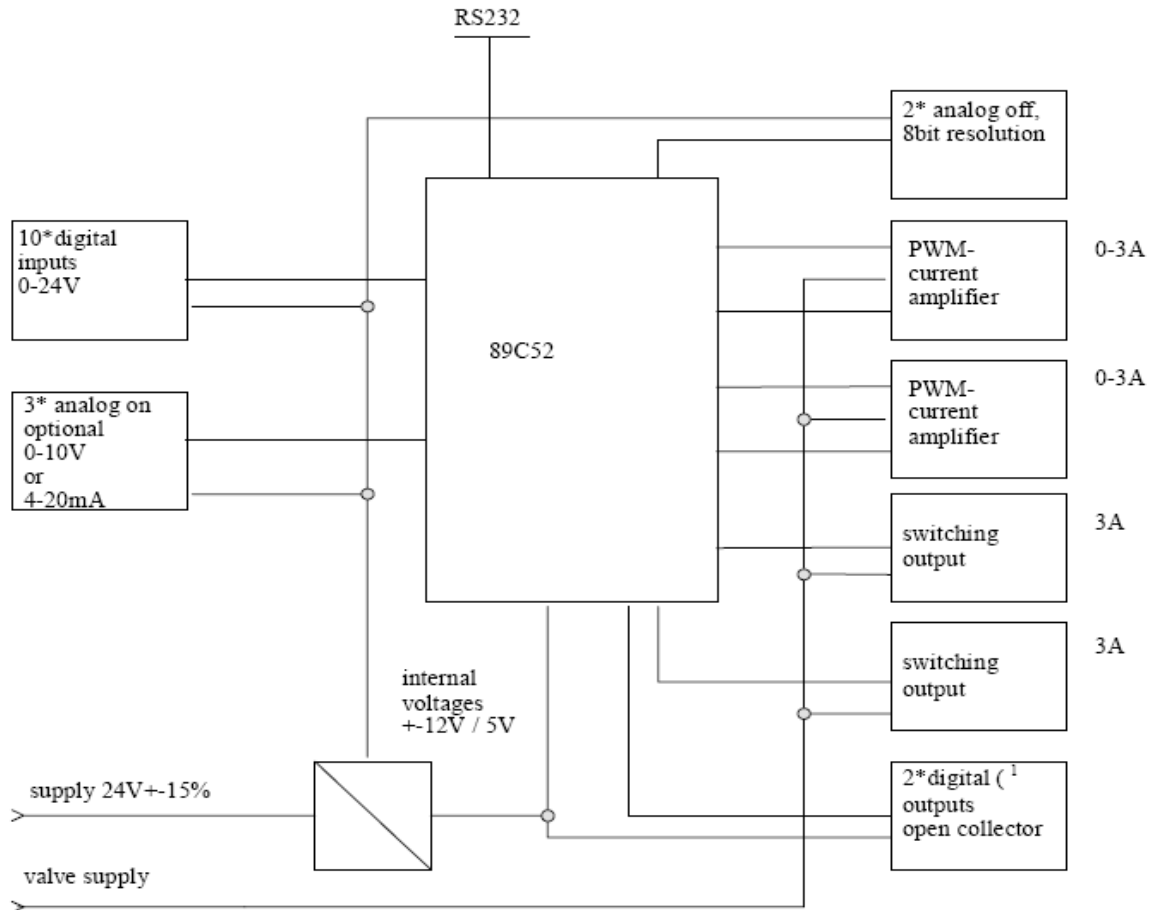 RS232
2* analog off,
8bit resolution
10*digital
inputs
0-24V
PWM-
current
amplifier
0-3A
89C52
PWM-
current
amplifier
0-3A
3* analog on
optional
0-10V
or
4-20mA
switching
output
3A
switching
output
3A
internal
voltages
+-12V / 5V
supply 24V+-15%
2*digital ( 1
outputs
open collector
valve supply